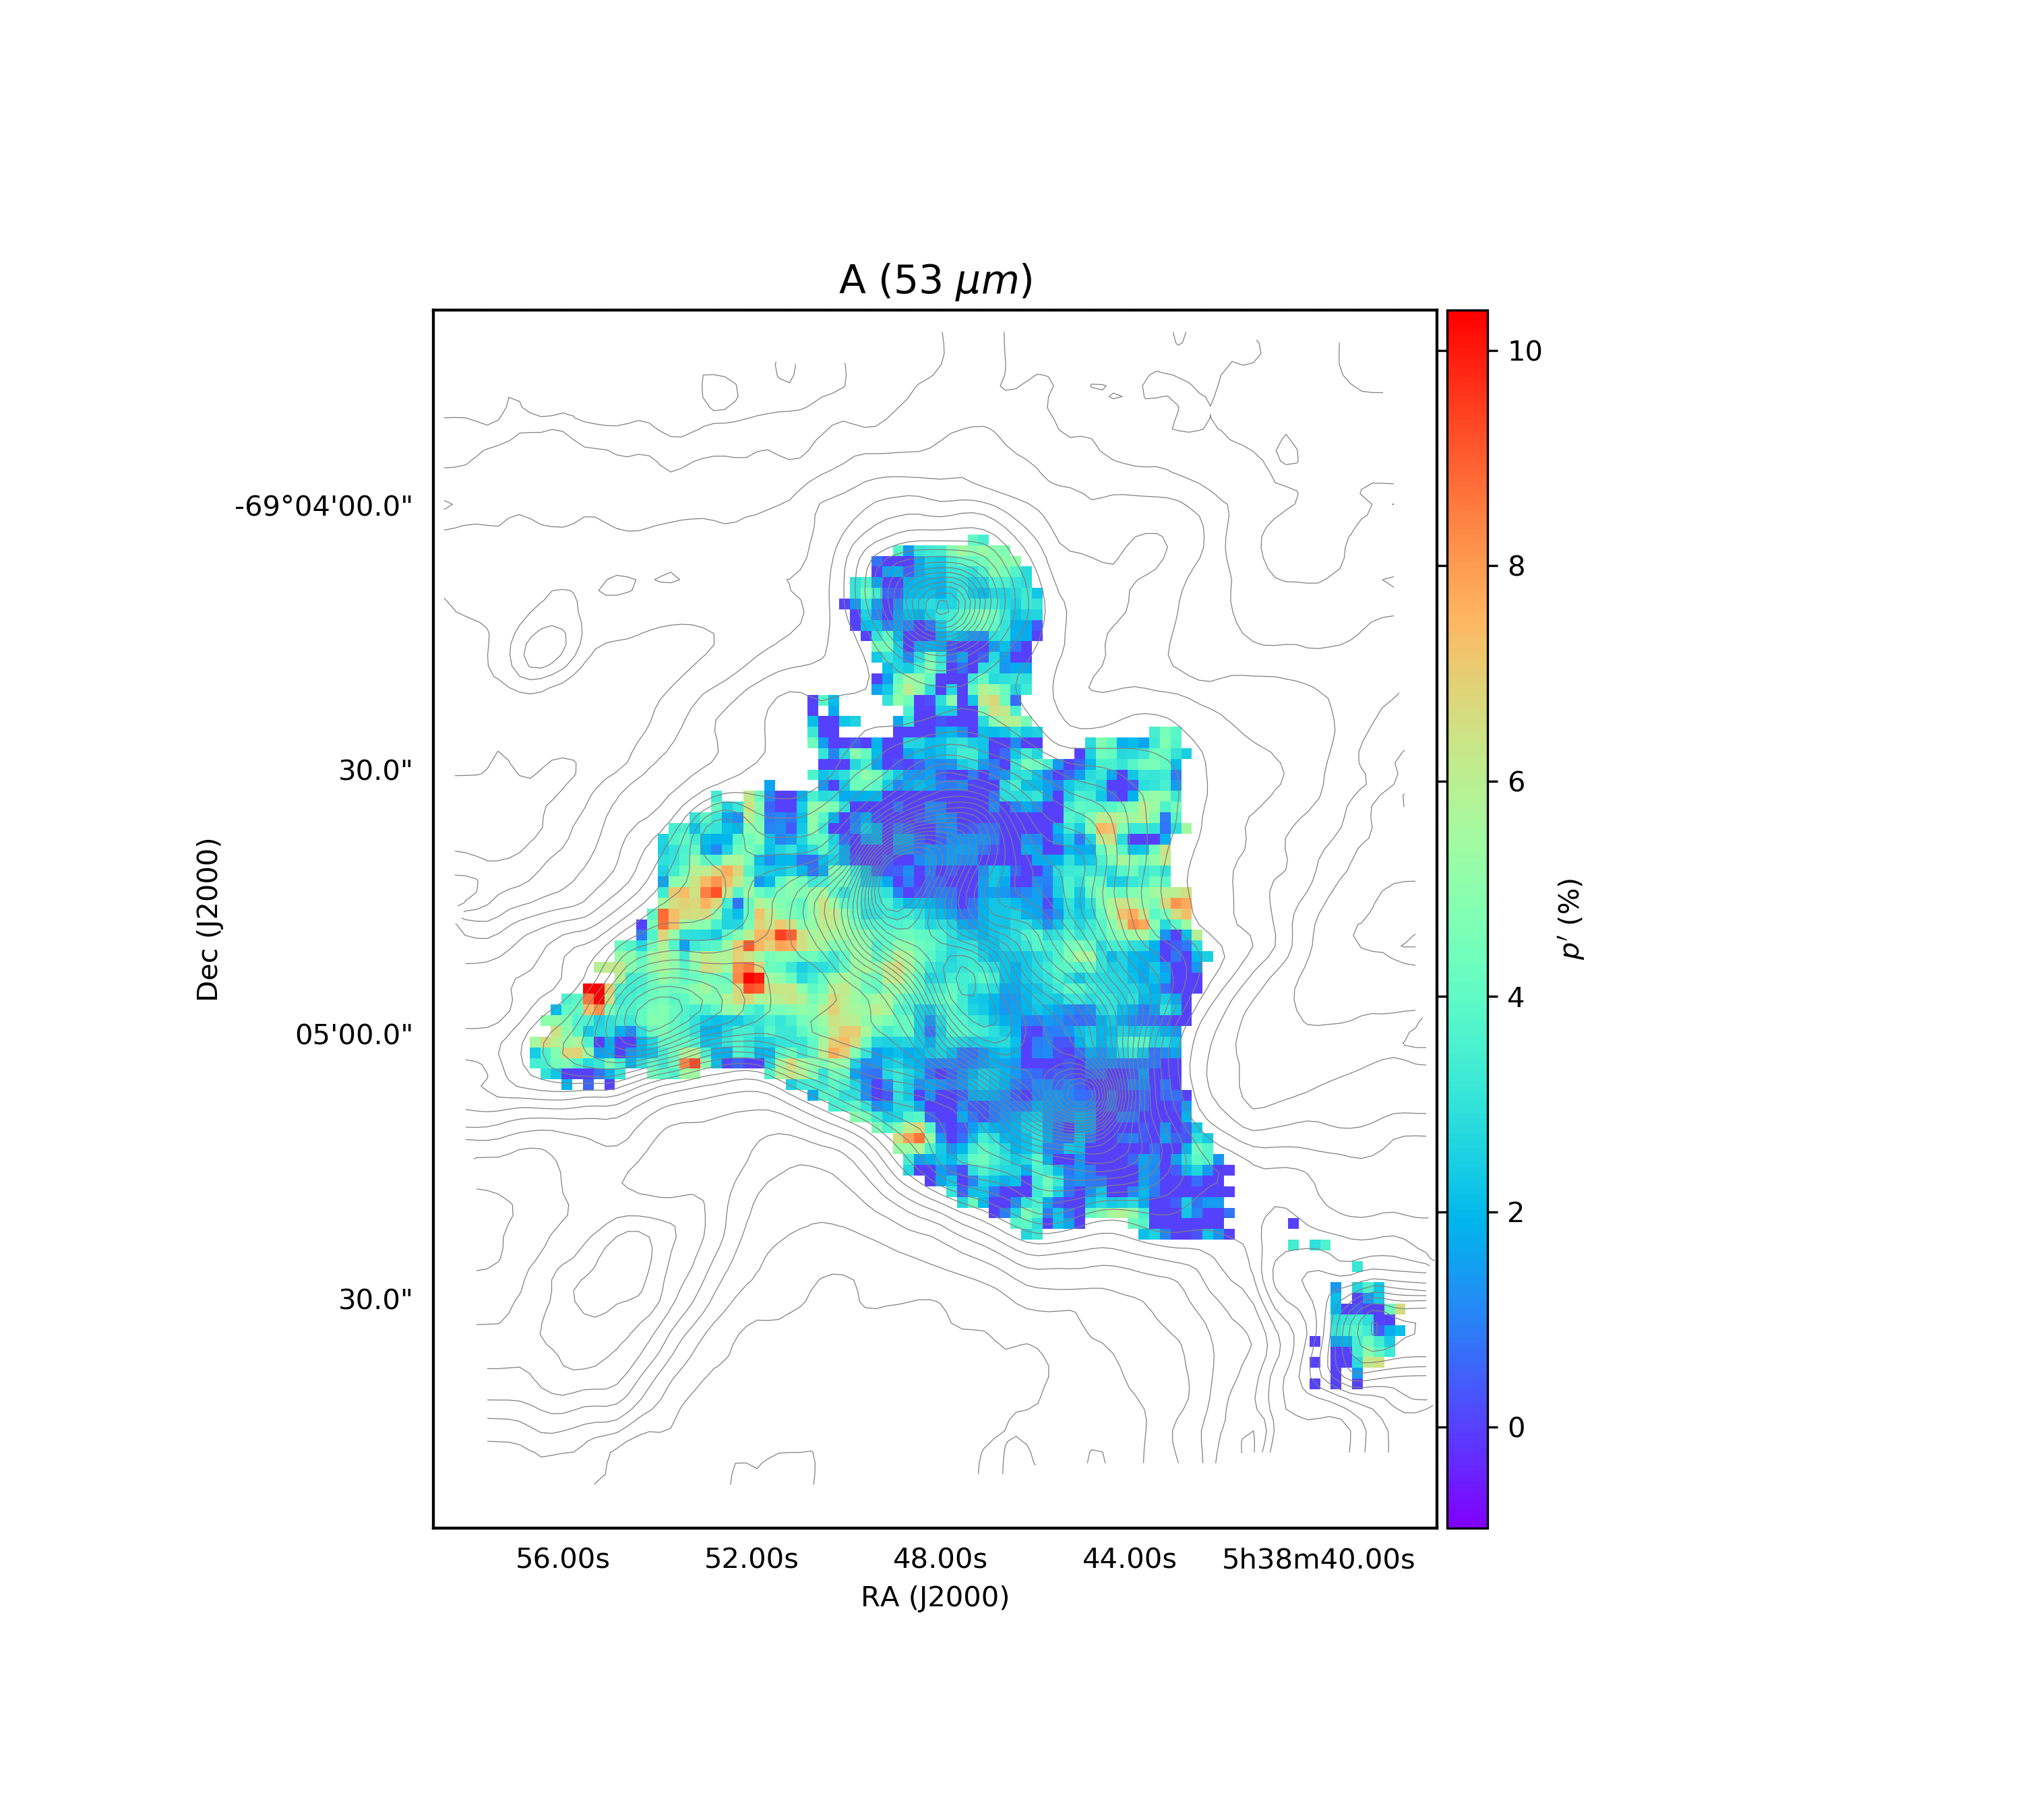 A (53 μm)
-69°04'00.0"
30.0"
05'00.0"
30.0"
Dec (J2000)
56.00s 52.00s 48.00s 44.00s 5h38m40.00s
RA (J2000)
10
8
6
4
2
0
p′ (%)